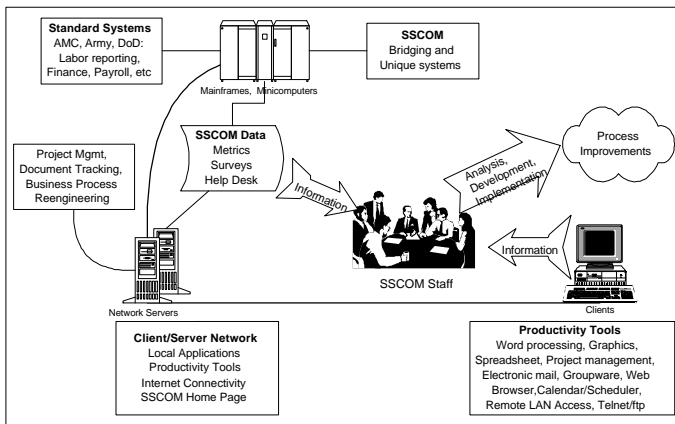 Standard Systems
AMC, Army, DoD:
Labor reporting,
Finance, Payroll, etc
Mainframes, Minicomputers
SSCOM
Bridging and
Unique systems
SSCOM Data
Metrics
Surveys
Help Desk
Project Mgmt,
Document Tracking,
Business Process
Reengineering
Information
Analysis,
Development,
Implementation
Process
Improvements
SSCOM Staff
Information
Network Servers
Clients
Client/Server Network
Local Applications
Productivity Tools
Internet Connectivity
SSCOM Home Page
Productivity Tools
Word processing, Graphics,
Spreadsheet, Project management,
Electronic mail, Groupware, Web
Browser,Calendar/Scheduler,
Remote LAN Access, Telnet/ftp